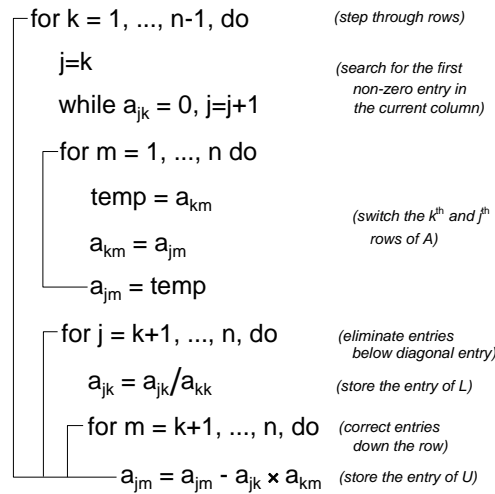 for k = 1, ..., n-1, do (step through rows)
j=k (search for the first
non-zero entry in
while a_jk = 0, j=j+1 the current column)
for m = 1, ..., n do
temp = a_km
(switch the k^th and j^th
a_km = a_jm rows of A)
a_jm = temp
for j = k+1, ..., n, do (eliminate entries
below diagonal entry)
a_jk = a_jk/a_kk (store the entry of L)
for m = k+1, ..., n, do (correct entries
down the row)
a_jm = a_jm - a_jk × a_km (store the entry of U)